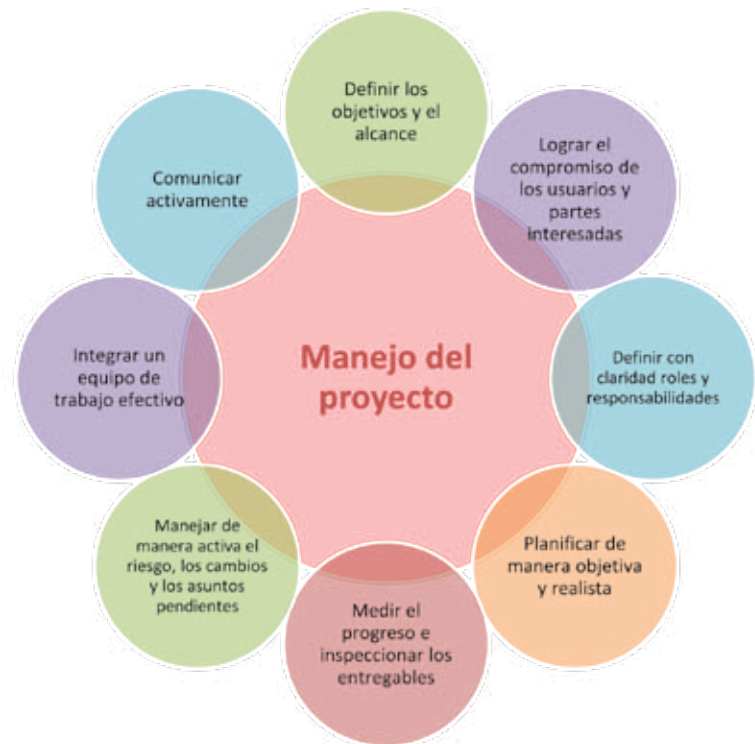 Definir los
objetivos y el
alcance
Lograr el
compromiso de
los usuarios y
partes
interesadas
Definir con
claridad roles y
responsabilidades
Planificar de
manera objetiva
y realista
Medir el
progreso e
inspeccionar los
entregables
Manejar de
manera activa el
riesgo, los cambios
y los asuntos
pendientes
Integrar un
equipo de
trabajo efectivo
Comunicar
activamente
Manejo del
proyecto